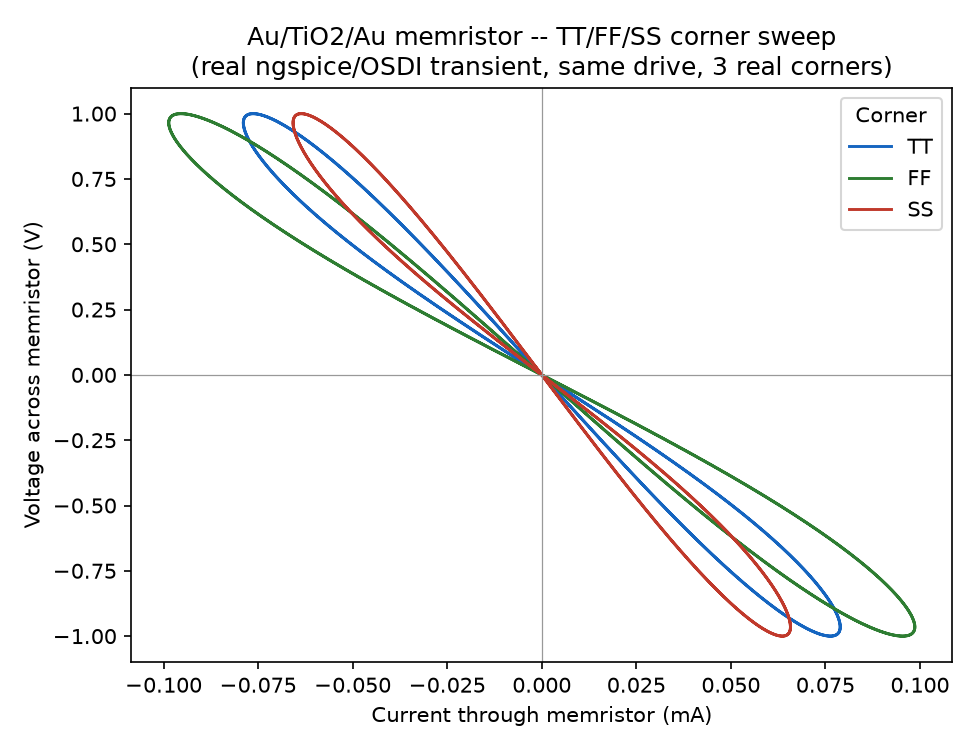 Au/TiO2/Au memristor -- TT/FF/SS corner sweep
(real ngspice/OSDI transient, same drive, 3 real corners)
Corner
TT
FF
SS
Voltage across memristor (V)
1.00
0.75
0.50
0.25
0.00
−0.25
−0.50
−0.75
−1.00
−0.100 −0.075 −0.050 −0.025 0.000 0.025 0.050 0.075 0.100
Current through memristor (mA)